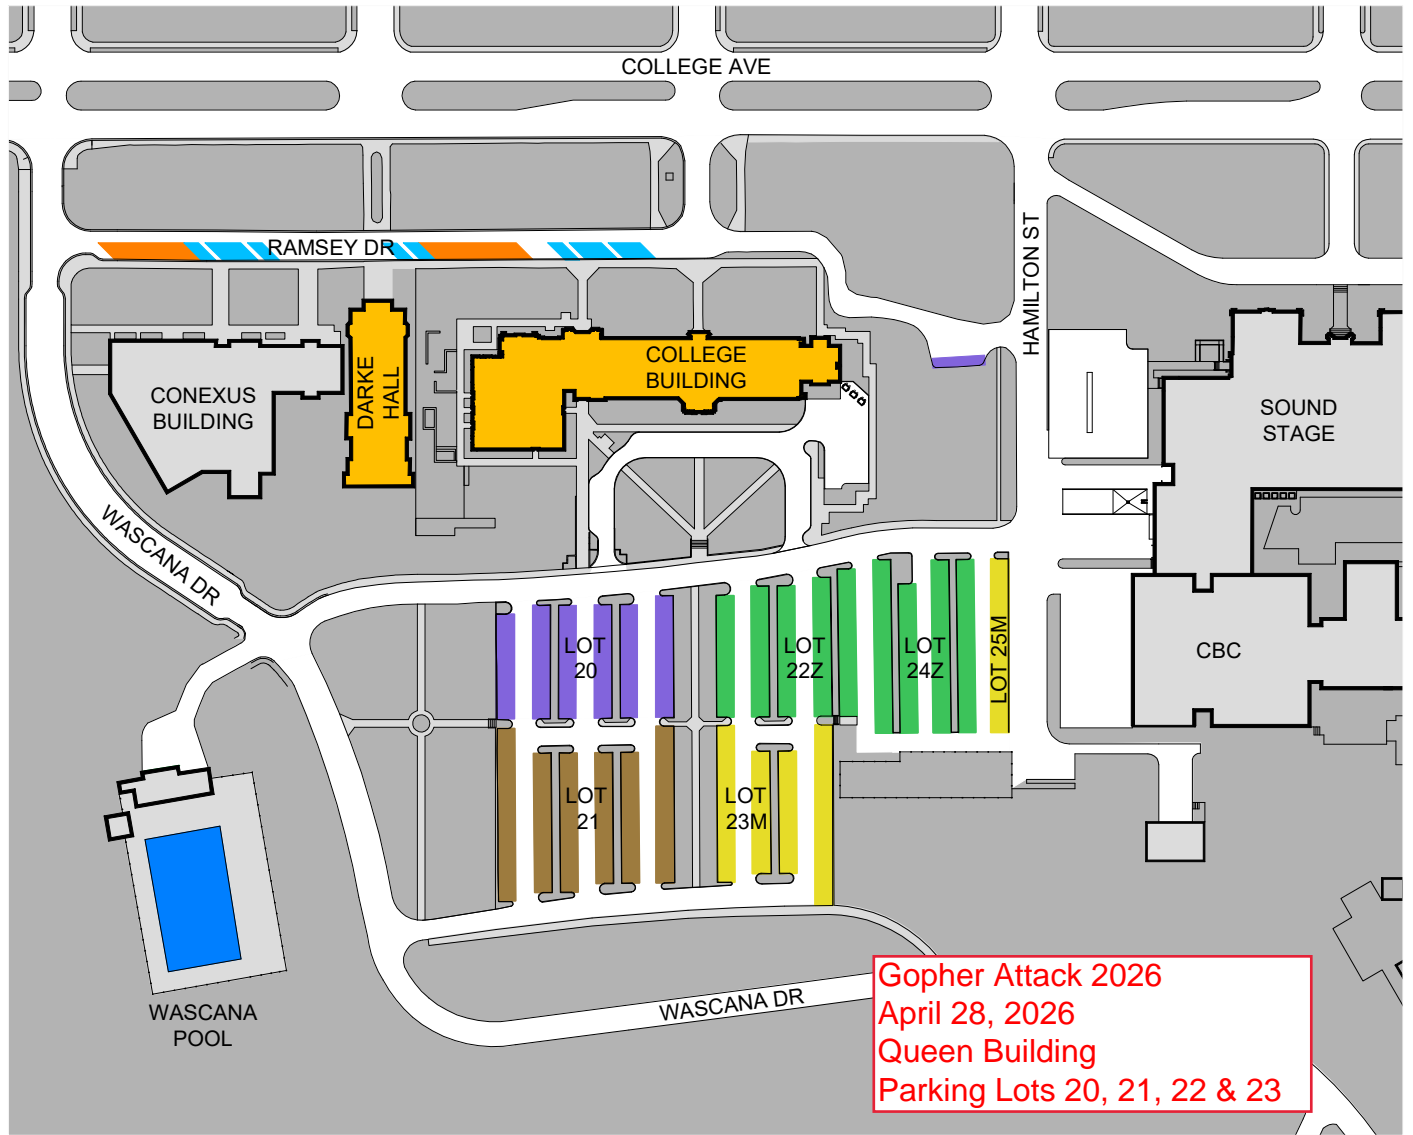 COLLEGE AVE
RAMSEY DR
HAMILTON ST
CONEXUS
BUILDING
DARKE
HALL
COLLEGE
BUILDING
SOUND
STAGE
WASCANA DR
LOT
20
LOT
22Z
LOT
24Z
LOT 25M
CBC
LOT
21
LOT
23M
WASCANA
POOL
WASCANA DR
Gopher Attack 2026
April 28, 2026
Queen Building
Parking Lots 20, 21, 22 & 23